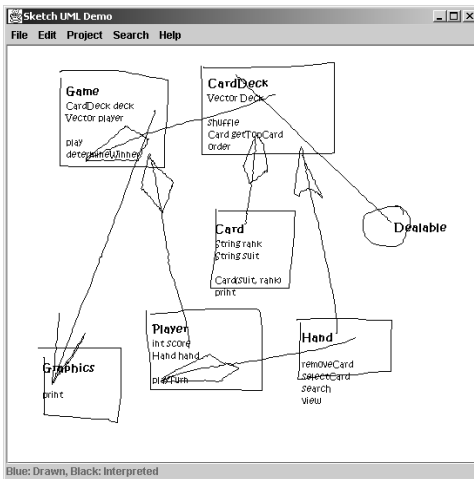 Sketch UML Demo
File Edit Project Search Help
Game
CardDeck deck
Vector player
play
determineWinner
CardDeck
Vector Deck
shuffle
Card getTopCard
order
Card
String rank
String suit
Card(suit, rank)
print
Dealable
Graphics
print
Player
int score
Hand hand
playTurn
Hand
removeCard
selectCard
search
view
Blue: Drawn, Black: Interpreted